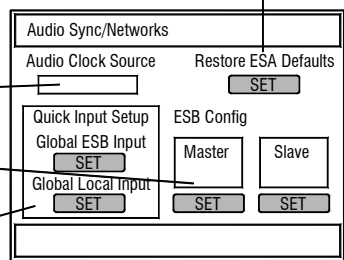 Audio Sync/Networks
Audio Clock Source
Restore ESA Defaults
SET
Quick Input Setup
Global ESB Input
SET
Global Local Input
SET
ESB Config
Master
Slave
SET
SET